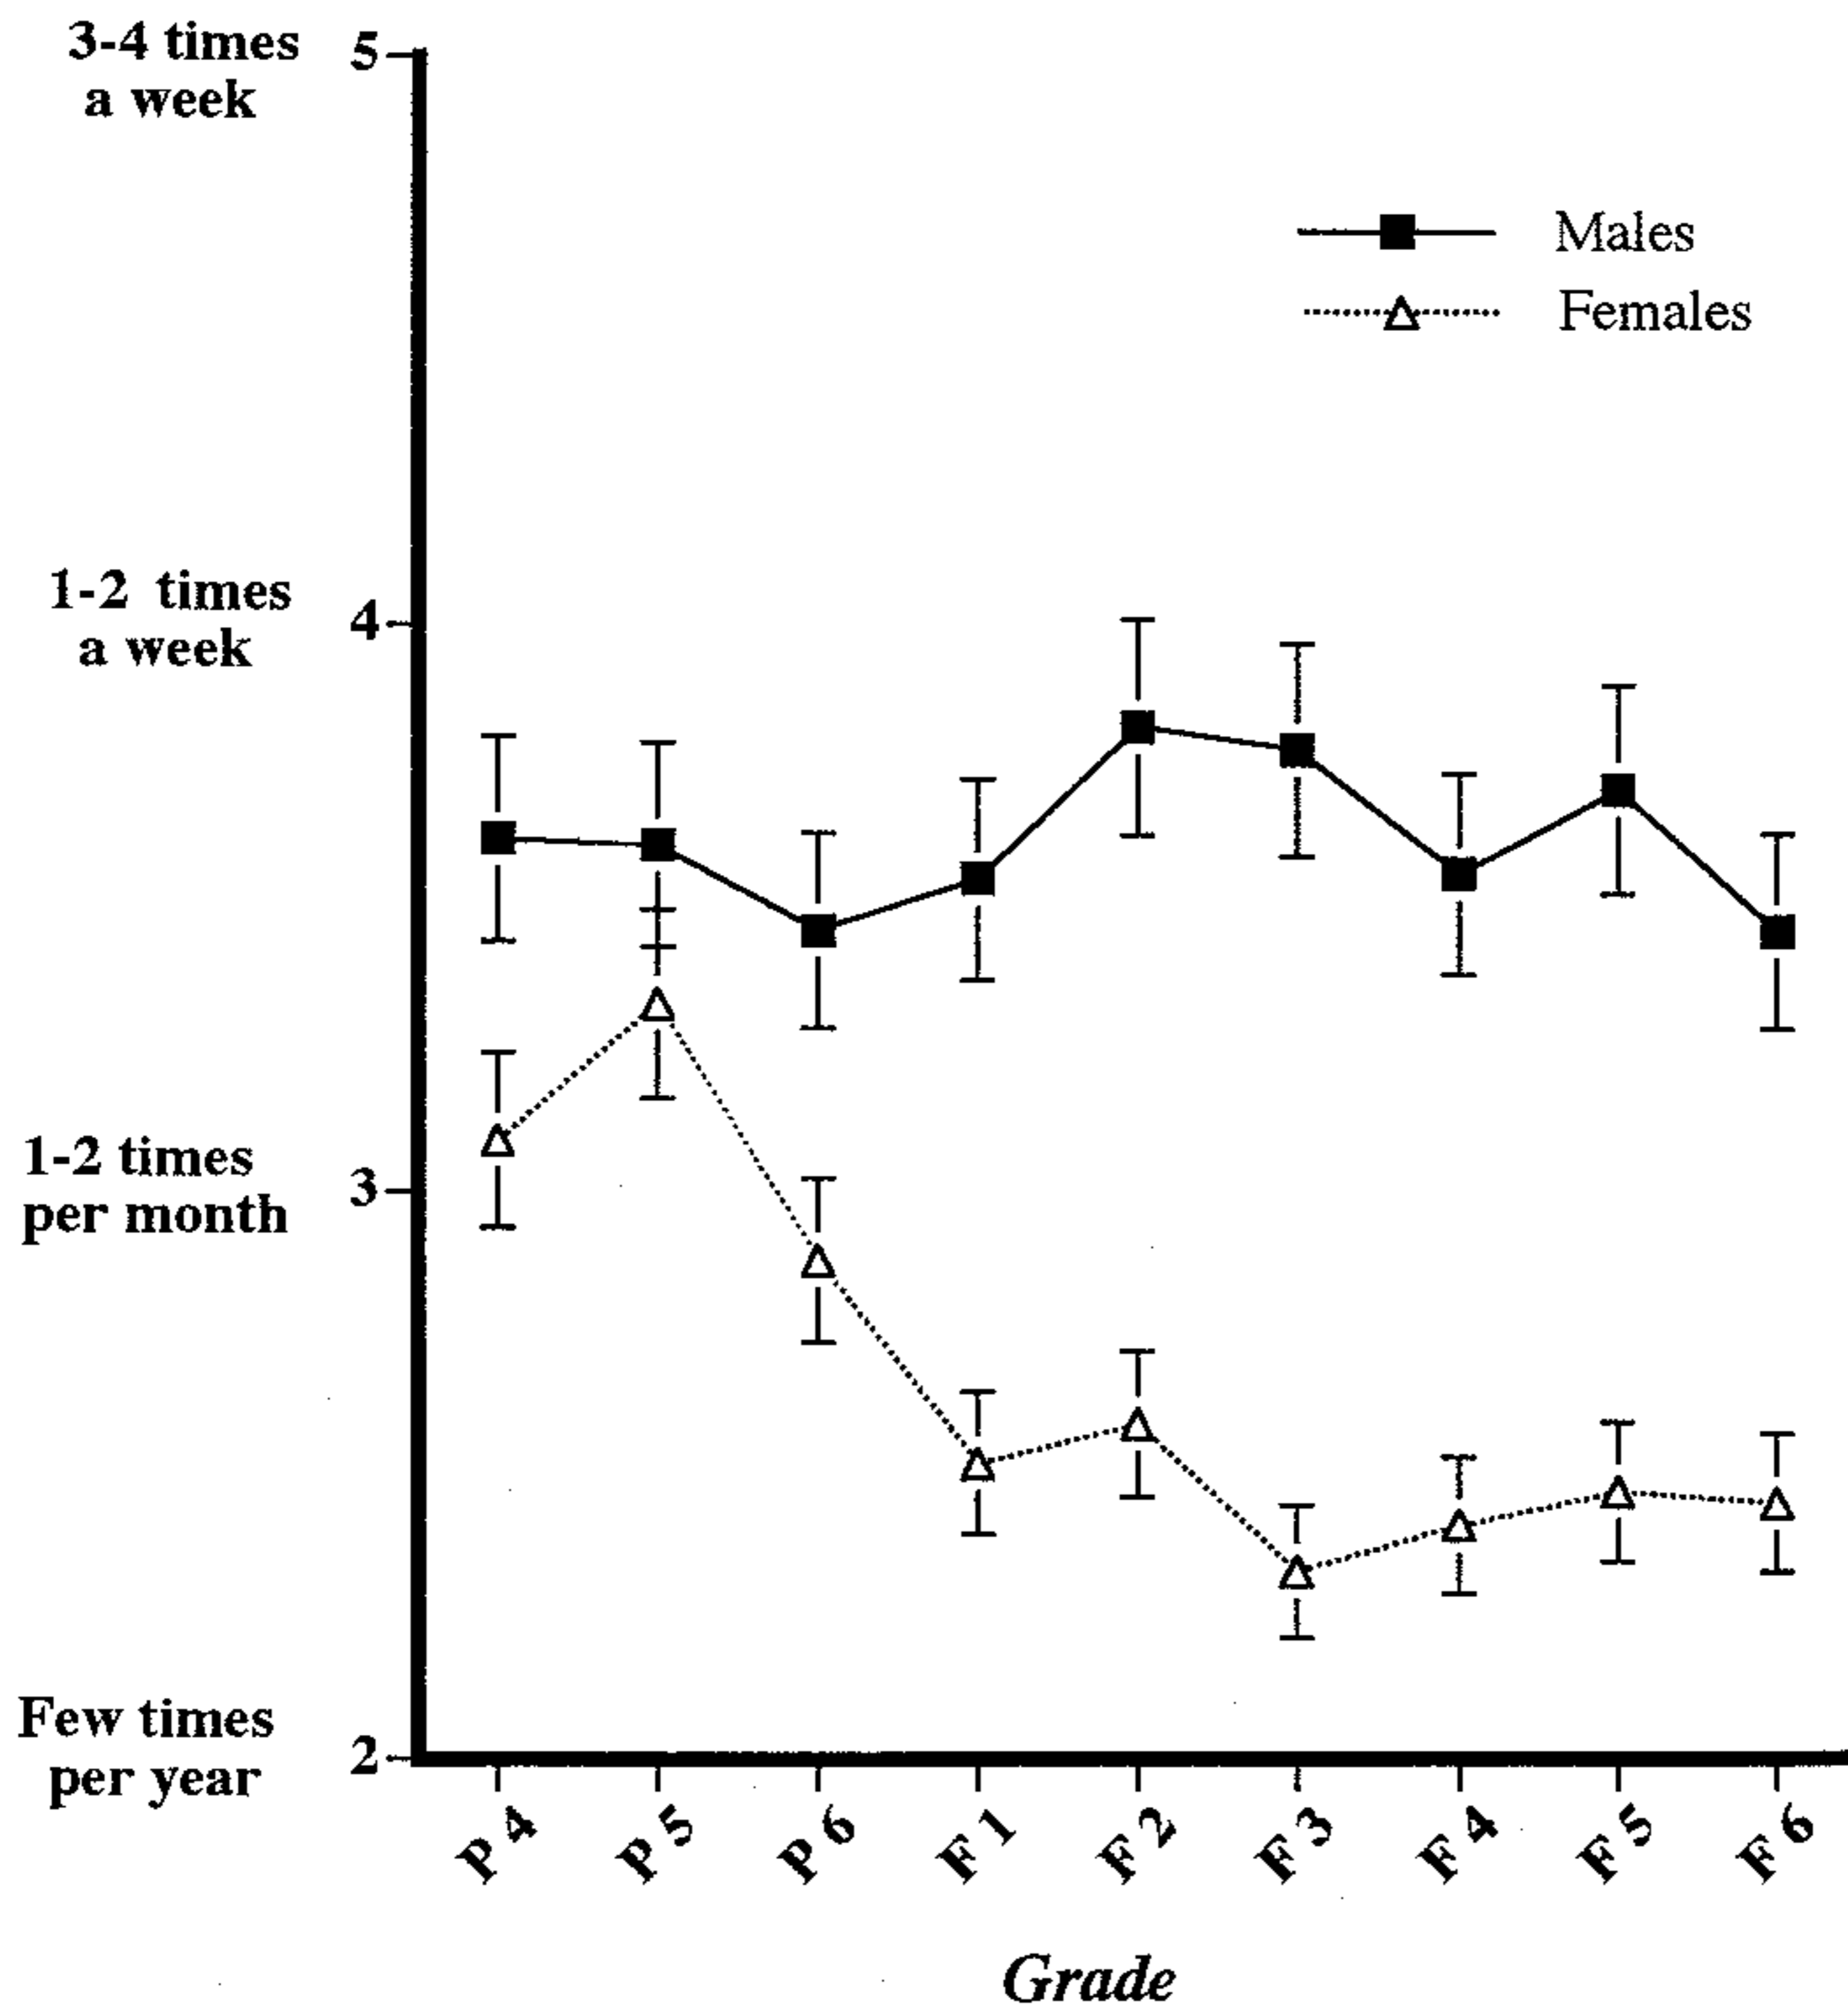 3-4 times
a week
5
Males
Females
1-2 times
a week
4
1-2 times
per month
3
Few times
per year
2
P 4
P 5
P 6
F 1
F 2
F 3
F 4
F 5
F 6
Grade